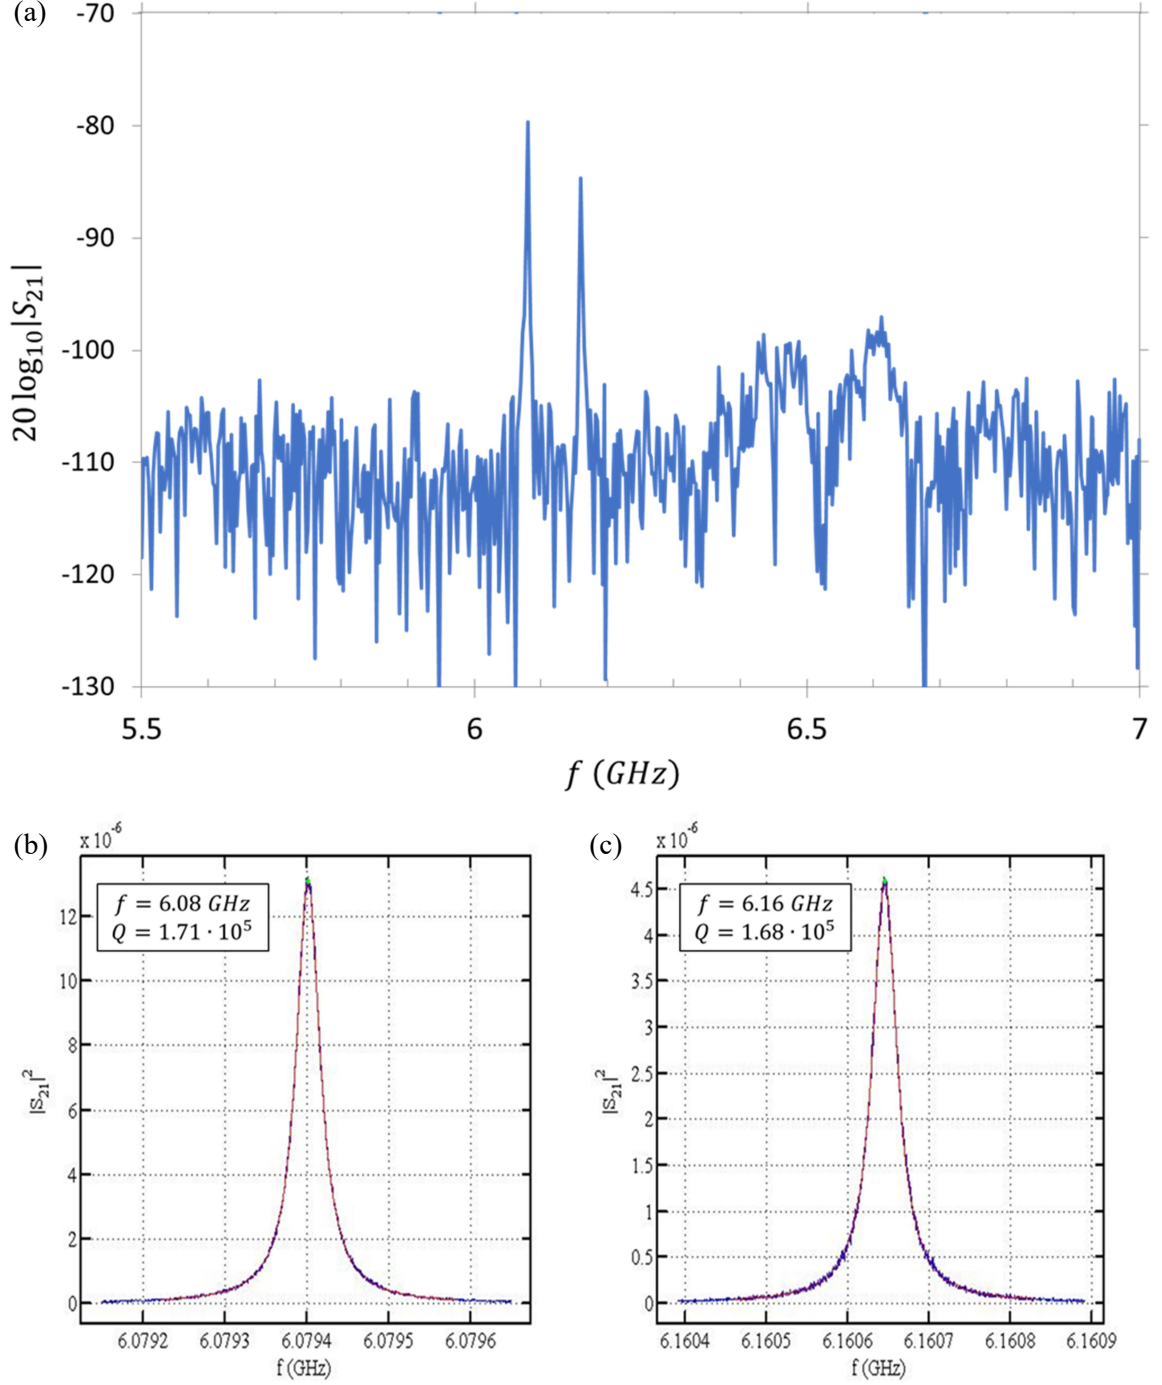 (a)
-70
-80
-90
-100
-110
-120
-130
20 log₁₀|S₂₁|
5.5 6 6.5 7
f (GHz)
(b)
x 10⁻⁶
f = 6.08 GHz
Q = 1.71 · 10⁵
12
10
8
6
4
2
0
|S₂₁|²
6.0792 6.0793 6.0794 6.0795 6.0796
f (GHz)
(c)
x 10⁻⁶
f = 6.16 GHz
Q = 1.68 · 10⁵
4.5
4
3.5
3
2.5
2
1.5
1
0.5
0
|S₂₁|²
6.1604 6.1605 6.1606 6.1607 6.1608 6.1609
f (GHz)